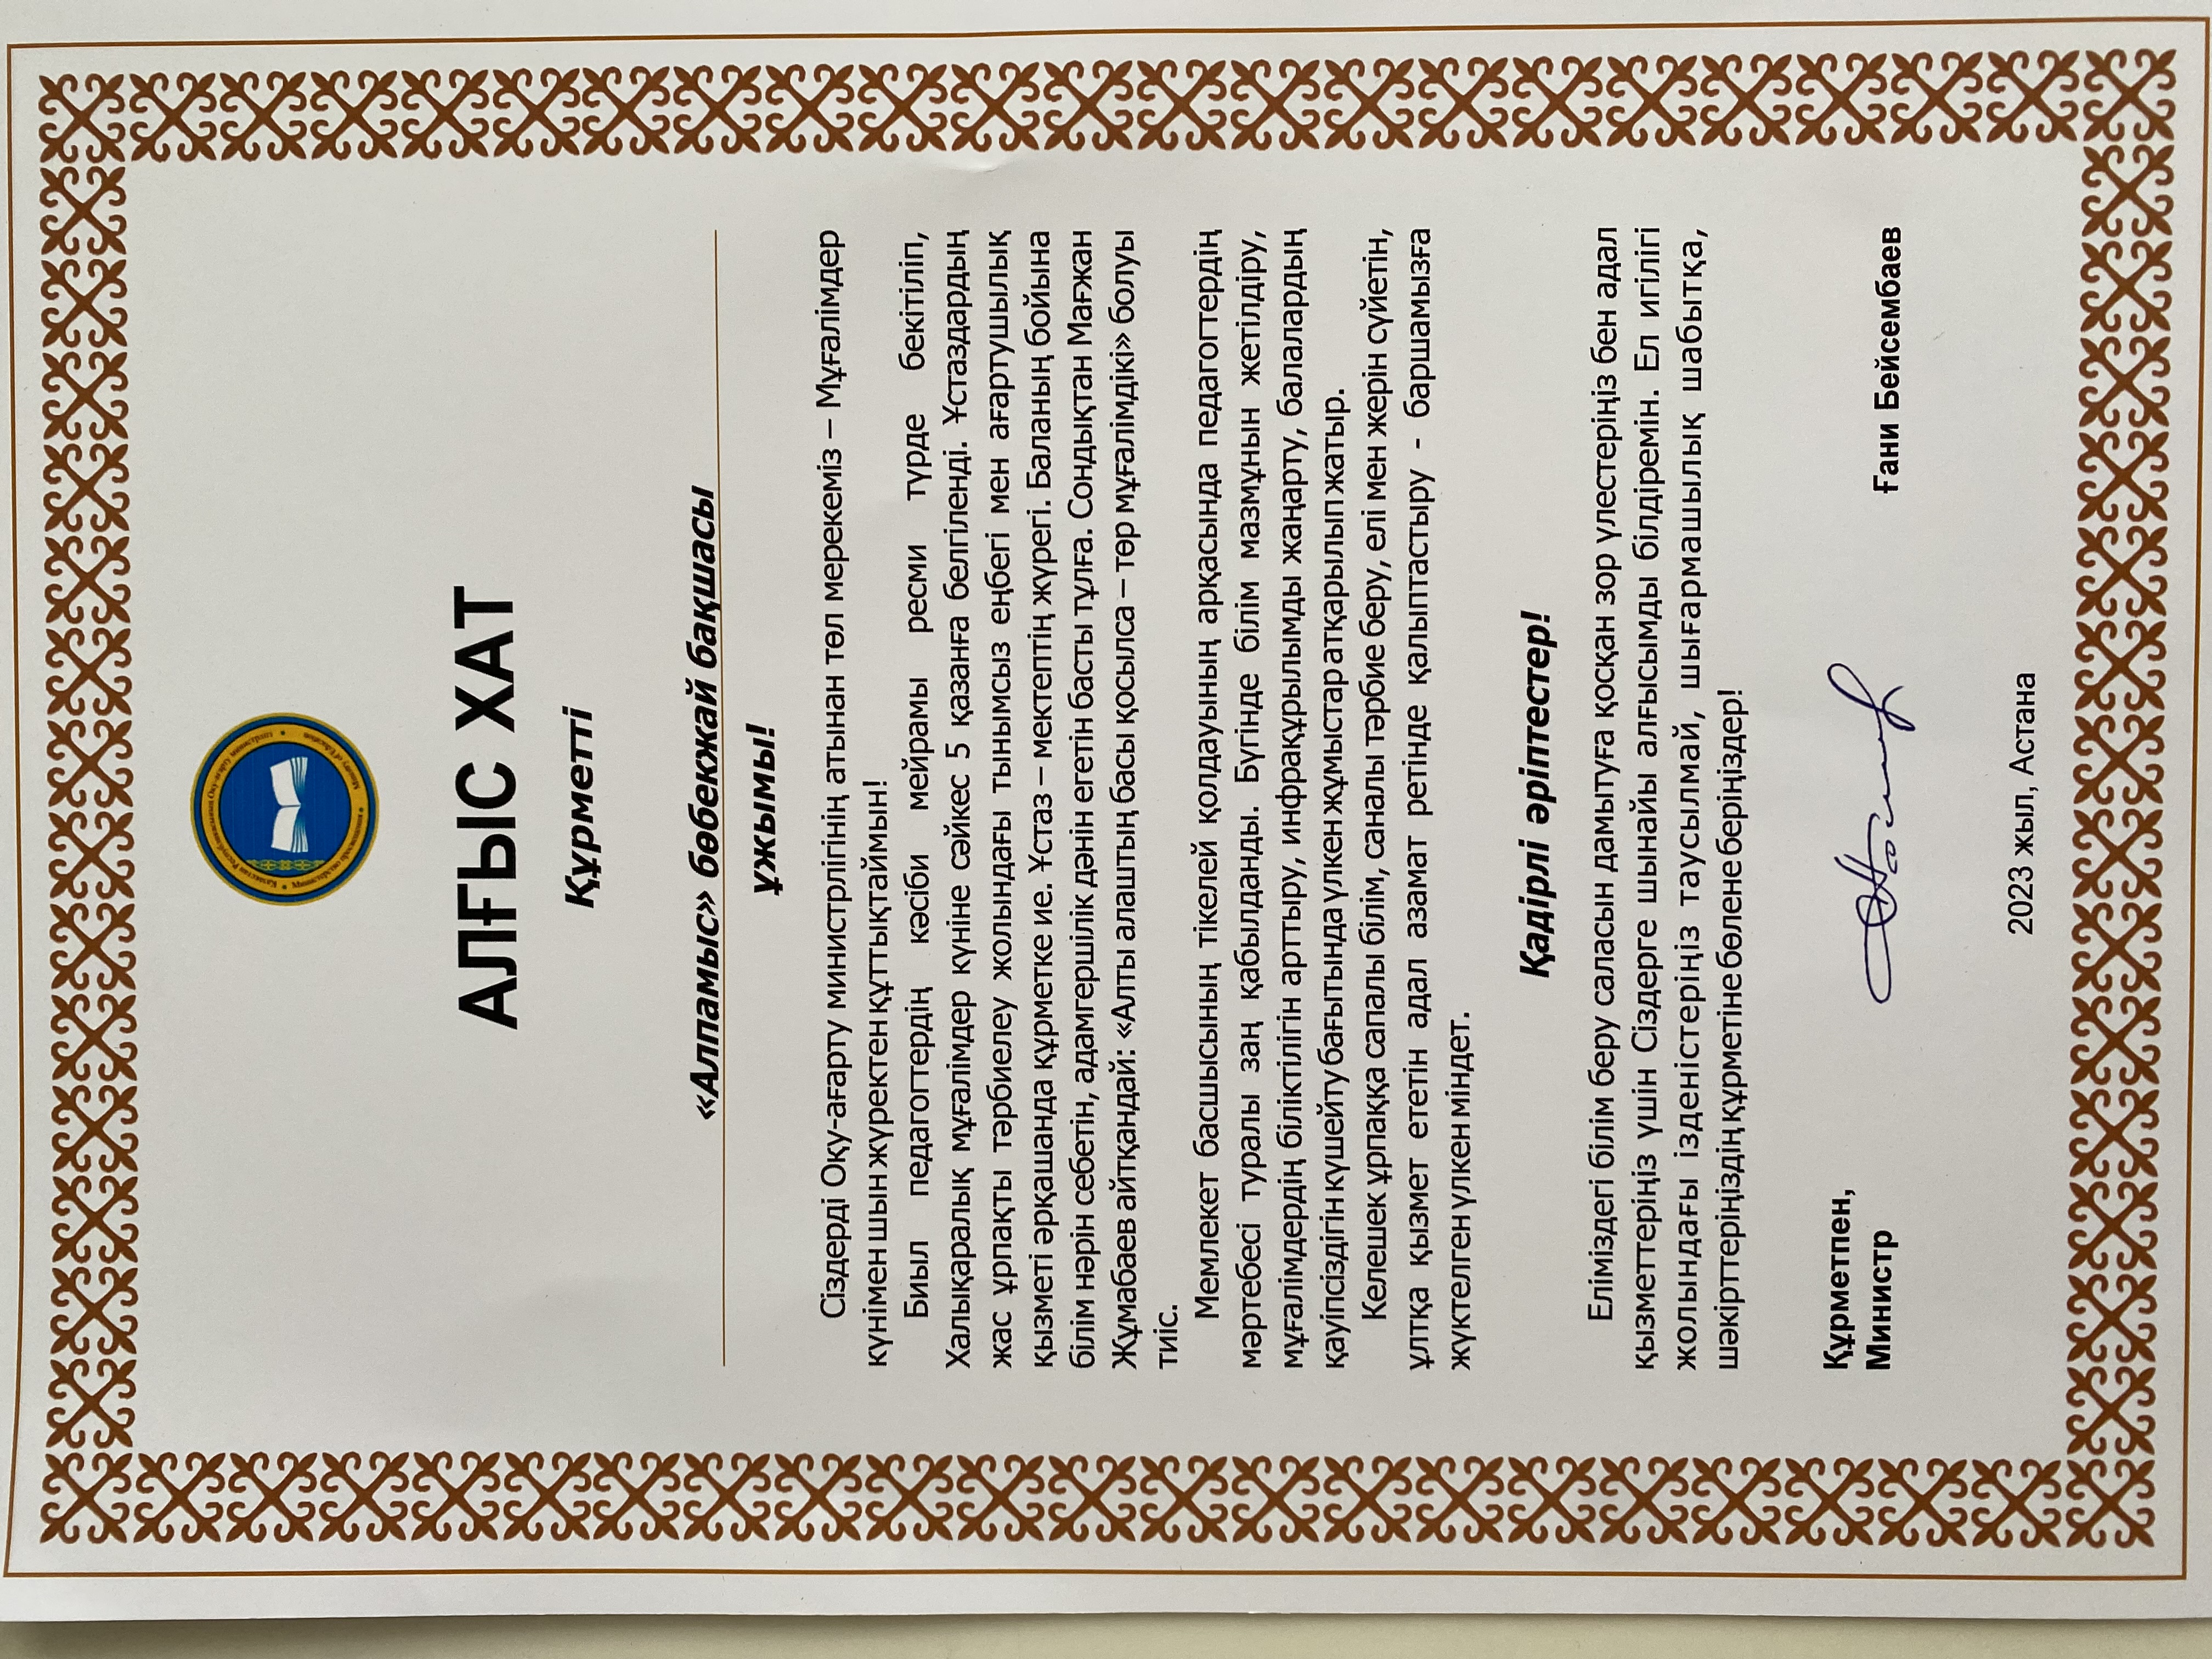 АЛҒЫС ХАТ
Құрметті
«Алпамыс» бөбекжай бақшасы
ұжымы!
Сіздерді Оқу-ағарту министрлігінің атынан төл мерекеміз – Мұғалімдер
күнімен шын жүректен құттықтаймын!
Биыл педагогтердің кәсіби мейрамы ресми түрде бекітіліп,
Халықаралық мұғалімдер күніне сәйкес 5 қазанға белгіленді. Ұстаздардың
жас ұрпақты тәрбиелеу жолындағы тынымсыз еңбегі мен ағартушылық
қызметі әрқашанда құрметке ие. Ұстаз – мектептің жүрегі. Баланың бойына
білім нәрін себетін, адамгершілік дәнін егетін басты тұлға. Сондықтан Мағжан
Жұмабаев айтқандай: «Алты алаштың басы қосылса – төр мұғалімдікі» болуы
тиіс.
Мемлекет басшысының тікелей қолдауының арқасында педагогтердің
мәртебесі туралы заң қабылданды. Бүгінде білім мазмұнын жетілдіру,
мұғалімдердің біліктілігін арттыру, инфрақұрылымды жаңарту, балалардың
қауіпсіздігін күшейту бағытында үлкен жұмыстар атқарылып жатыр.
Келешек ұрпаққа сапалы білім, саналы тәрбие беру, елі мен жерін сүйетін,
ұлтқа қызмет ететін адал азамат ретінде қалыптастыру - баршамызға
жүктелген үлкен міндет.
Қадірлі әріптестер!
Еліміздегі білім беру саласын дамытуға қосқан зор үлестеріңіз бен адал
қызметтеріңіз үшін Сіздерге шынайы алғысымды білдіремін. Ел игілігі
жолындағы ізденістеріңіз таусылмай, шығармашылық шабытқа,
шәкірттеріңіздің құрметіне бөлене беріңіздер!
Құрметпен,
Министр Ғани Бейсембаев
2023 жыл, Астана